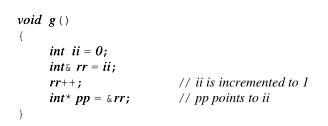 void g ()
{
int ii = 0;
int& rr = ii;
rr++; // ii is incremented to 1
int* pp = &rr; // pp points to ii
}